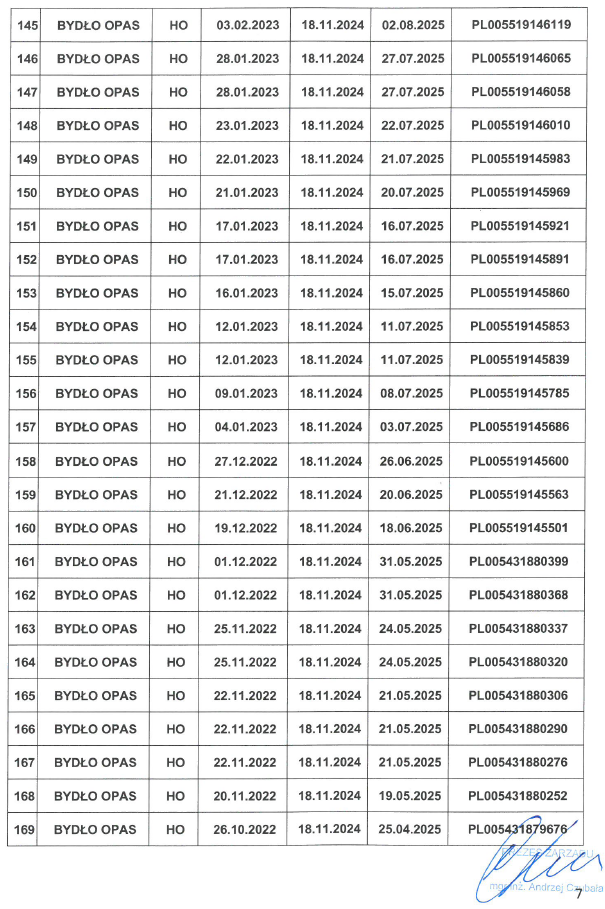 145 BYDŁO OPAS HO 03.02.2023 18.11.2024 02.08.2025 PL005519146119
146 BYDŁO OPAS HO 28.01.2023 18.11.2024 27.07.2025 PL005519146065
147 BYDŁO OPAS HO 28.01.2023 18.11.2024 27.07.2025 PL005519146058
148 BYDŁO OPAS HO 23.01.2023 18.11.2024 22.07.2025 PL005519146010
149 BYDŁO OPAS HO 22.01.2023 18.11.2024 21.07.2025 PL005519145983
150 BYDŁO OPAS HO 21.01.2023 18.11.2024 20.07.2025 PL005519145969
151 BYDŁO OPAS HO 17.01.2023 18.11.2024 16.07.2025 PL005519145921
152 BYDŁO OPAS HO 17.01.2023 18.11.2024 16.07.2025 PL005519145891
153 BYDŁO OPAS HO 16.01.2023 18.11.2024 15.07.2025 PL005519145860
154 BYDŁO OPAS HO 12.01.2023 18.11.2024 11.07.2025 PL005519145853
155 BYDŁO OPAS HO 12.01.2023 18.11.2024 11.07.2025 PL005519145839
156 BYDŁO OPAS HO 09.01.2023 18.11.2024 08.07.2025 PL005519145785
157 BYDŁO OPAS HO 04.01.2023 18.11.2024 03.07.2025 PL005519145686
158 BYDŁO OPAS HO 27.12.2022 18.11.2024 26.06.2025 PL005519145600
159 BYDŁO OPAS HO 21.12.2022 18.11.2024 20.06.2025 PL005519145563
160 BYDŁO OPAS HO 19.12.2022 18.11.2024 18.06.2025 PL005519145501
161 BYDŁO OPAS HO 01.12.2022 18.11.2024 31.05.2025 PL005431880399
162 BYDŁO OPAS HO 01.12.2022 18.11.2024 31.05.2025 PL005431880368
163 BYDŁO OPAS HO 25.11.2022 18.11.2024 24.05.2025 PL005431880337
164 BYDŁO OPAS HO 25.11.2022 18.11.2024 24.05.2025 PL005431880320
165 BYDŁO OPAS HO 22.11.2022 18.11.2024 21.05.2025 PL005431880306
166 BYDŁO OPAS HO 22.11.2022 18.11.2024 21.05.2025 PL005431880290
167 BYDŁO OPAS HO 22.11.2022 18.11.2024 21.05.2025 PL005431880276
168 BYDŁO OPAS HO 20.11.2022 18.11.2024 19.05.2025 PL005431880252
169 BYDŁO OPAS HO 26.10.2022 18.11.2024 25.04.2025 PL005431879676
PREZES ZARZĄDU
mgr inż. Andrzej Czubała
7